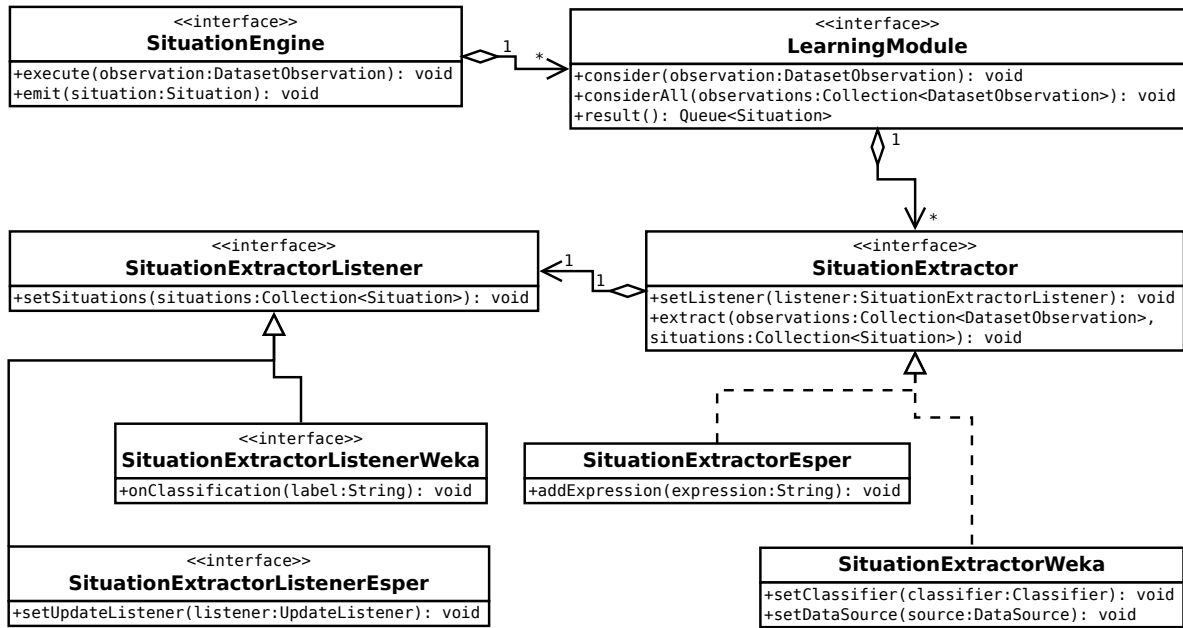 <<interface>>
SituationEngine
+execute(observation:DatasetObservation): void
+emit(situation:Situation): void
1
*
<<interface>>
LearningModule
+consider(observation:DatasetObservation): void
+considerAll(observations:Collection<DatasetObservation>): void
+result(): Queue<Situation>
1
*
<<interface>>
SituationExtractorListener
+setSituations(situations:Collection<Situation>): void
1
1
<<interface>>
SituationExtractor
+setListener(listener:SituationExtractorListener): void
+extract(observations:Collection<DatasetObservation>,
situations:Collection<Situation>): void
<<interface>>
SituationExtractorListenerWeka
+onClassification(label:String): void
SituationExtractorEsper
+addExpression(expression:String): void
<<interface>>
SituationExtractorListenerEsper
+setUpdateListener(listener:UpdateListener): void
SituationExtractorWeka
+setClassifier(classifier:Classifier): void
+setDataSource(source:DataSource): void